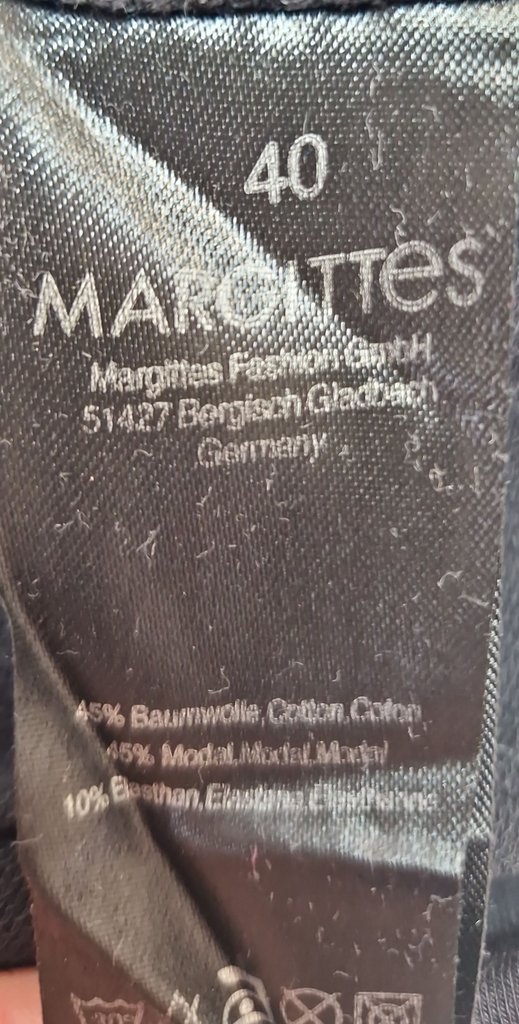 40
MARGITTES
Margittes Fashion GmbH
51427 Bergisch Gladbach
Germany
45% Baumwolle, Cotton, Coton
45% Modal, Modal, Modal
10% Elasthan, Elastane, Elasthanne
30°